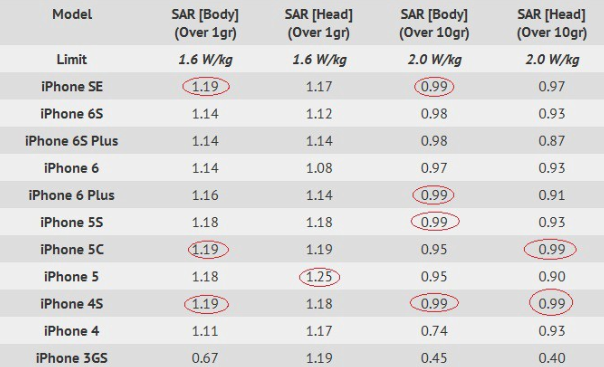 Model SAR [Body] SAR [Head] SAR [Body] SAR [Head]
(Over 1gr) (Over 1gr) (Over 10gr) (Over 10gr)
Limit 1.6 W/kg 1.6 W/kg 2.0 W/kg 2.0 W/kg
iPhone SE 1.19 1.17 0.99 0.97
iPhone 6S 1.14 1.12 0.98 0.93
iPhone 6S Plus 1.14 1.14 0.98 0.87
iPhone 6 1.14 1.08 0.97 0.93
iPhone 6 Plus 1.16 1.14 0.99 0.91
iPhone 5S 1.18 1.18 0.99 0.93
iPhone 5C 1.19 1.19 0.95 0.99
iPhone 5 1.18 1.25 0.95 0.90
iPhone 4S 1.19 1.18 0.99 0.99
iPhone 4 1.11 1.17 0.74 0.93
iPhone 3GS 0.67 1.19 0.45 0.40